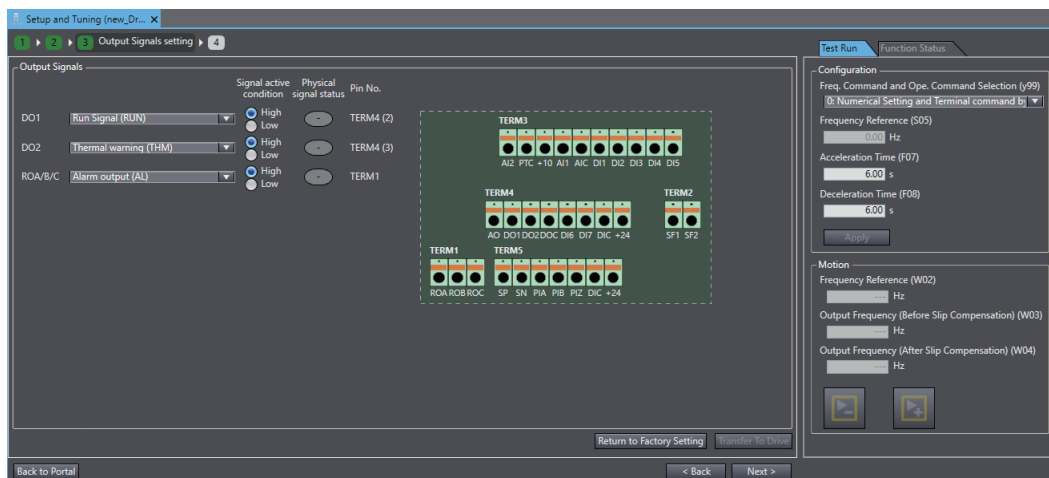 Setup and Tuning (new_Dr... X
1 2 3 Output Signals setting 4
Output Signals
Signal active condition
Physical signal status
Pin No.
DO1 Run Signal (RUN) High Low - TERM4 (2)
DO2 Thermal warning (THM) High Low - TERM4 (3)
ROA/B/C Alarm output (AL) High Low - TERM1
TERM3
AI2 PTC +10 AI1 AIC DI1 DI2 DI3 DI4 DI5
TERM4 TERM2
AO DO1 DO2 DOC DI6 DI7 DIC +24 SF1 SF2
TERM1 TERM5
ROA ROB ROC SP SN PIA PIB PIZ DIC +24
Return to Factory Setting Transfer To Drive
Back to Portal < Back Next >
Test Run Function Status
Configuration
Freq. Command and Ope. Command Selection (y99)
0: Numerical Setting and Terminal command by
Frequency Reference (S05)
0.00 Hz
Acceleration Time (F07)
6.00 s
Deceleration Time (F08)
6.00 s
Apply
Motion
Frequency Reference (W02)
--- Hz
Output Frequency (Before Slip Compensation) (W03)
--- Hz
Output Frequency (After Slip Compensation) (W04)
--- Hz